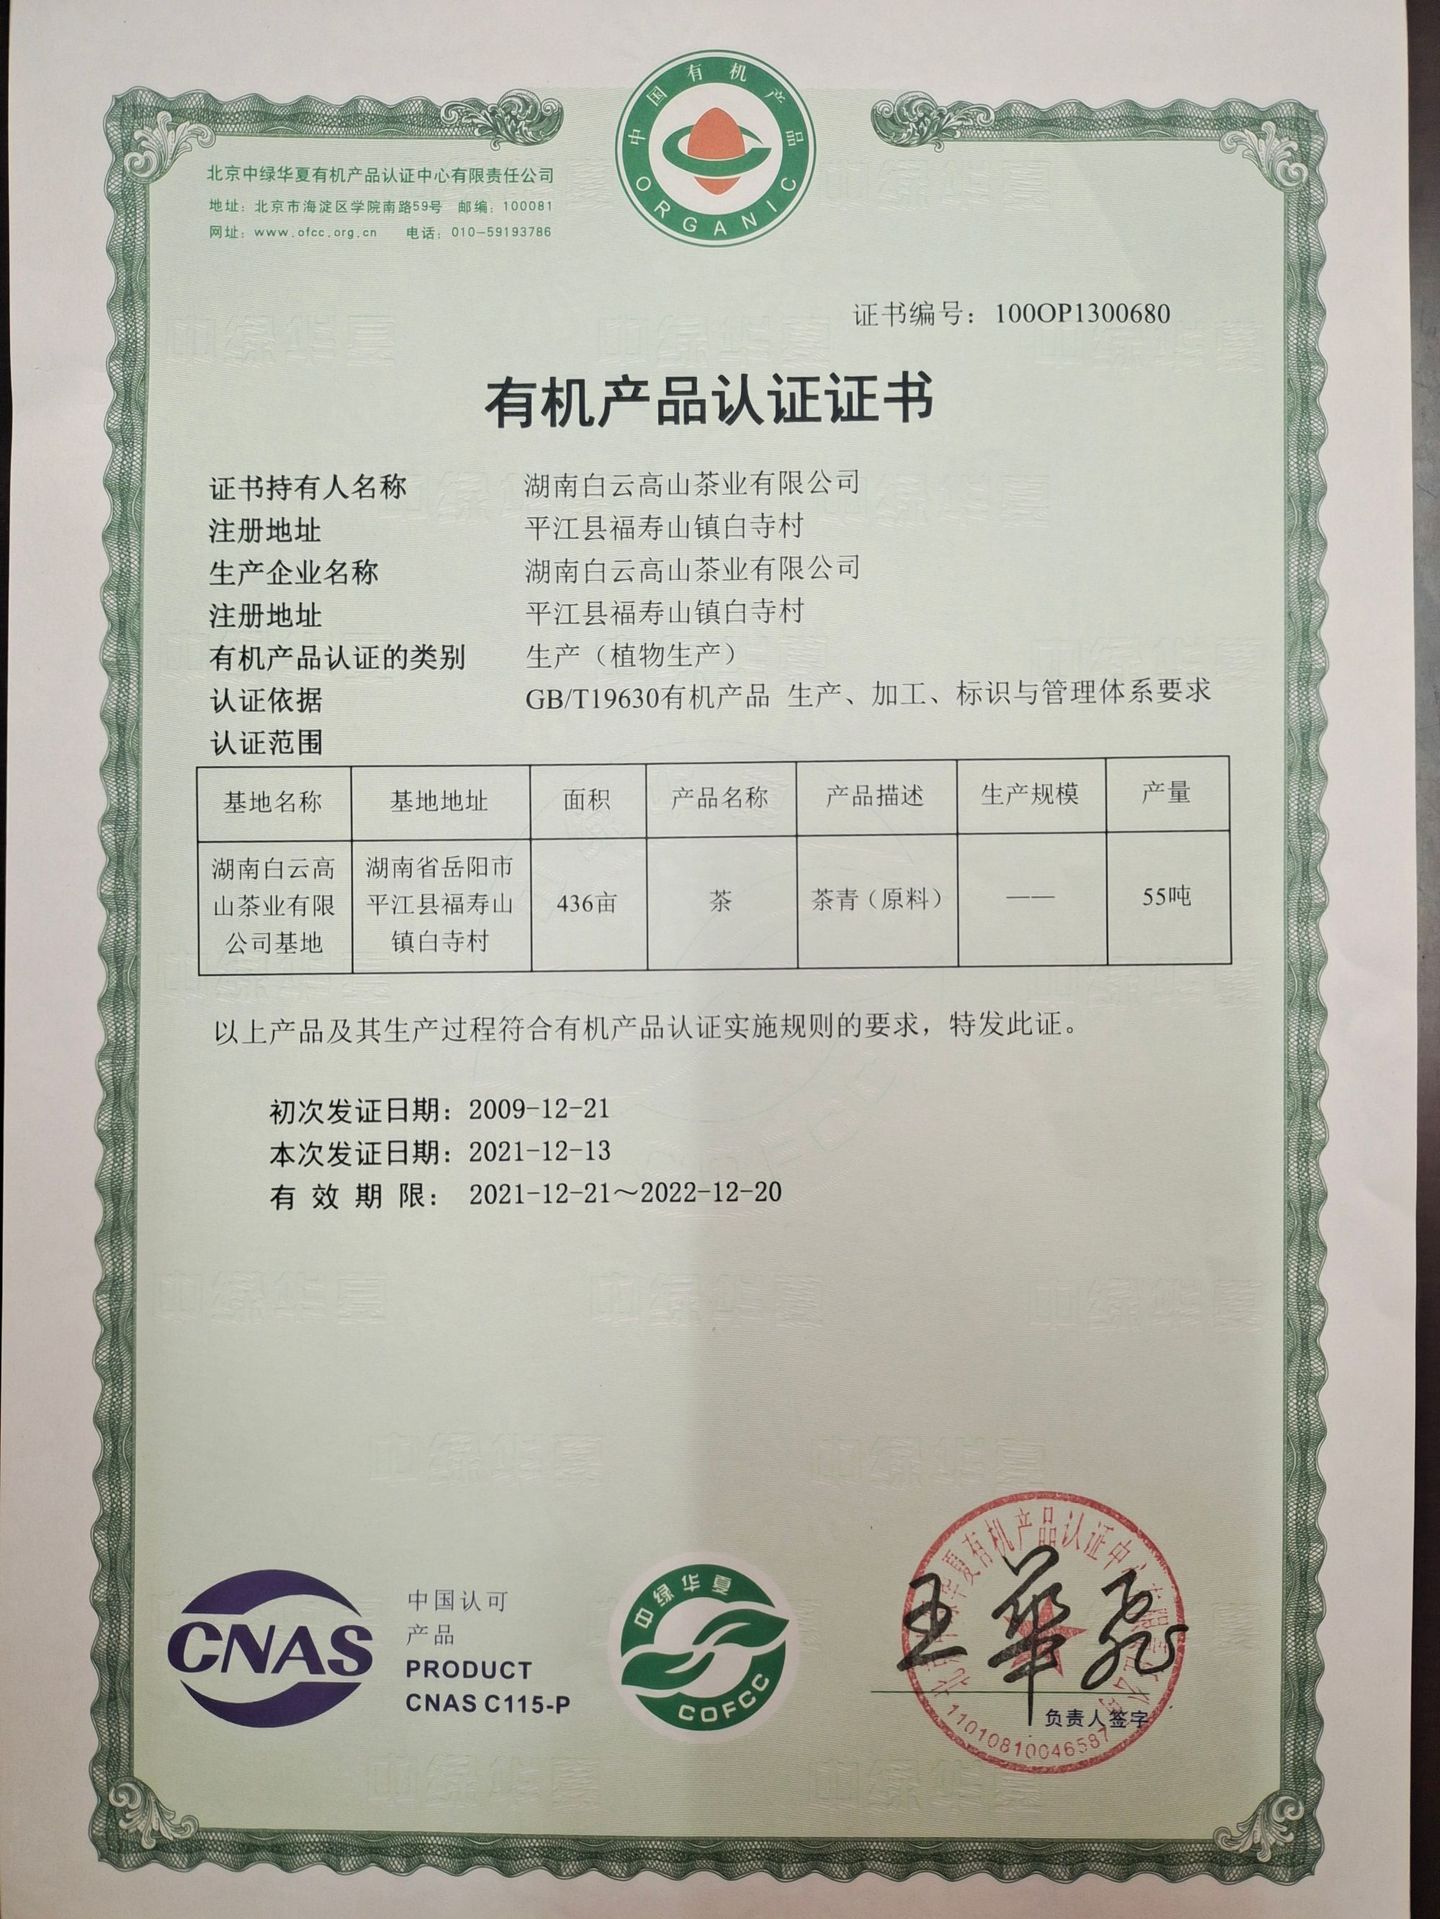 中国有机产品
ORGANIC
北京中绿华夏有机产品认证中心有限责任公司
地址：北京市海淀区学院南路59号 邮编：100081
网址：www.ofcc.org.cn 电话：010-59193786
证书编号：100OP1300680
有机产品认证证书
证书持有人名称 湖南白云高山茶业有限公司
注册地址 平江县福寿山镇白寺村
生产企业名称 湖南白云高山茶业有限公司
注册地址 平江县福寿山镇白寺村
有机产品认证的类别 生产（植物生产）
认证依据 GB/T19630有机产品 生产、加工、标识与管理体系要求
认证范围
基地名称 基地地址 面积 产品名称 产品描述 生产规模 产量
湖南白云高山茶业有限公司基地 湖南省岳阳市平江县福寿山镇白寺村 436亩 茶 茶青（原料） —— 55吨
以上产品及其生产过程符合有机产品认证实施规则的要求，特发此证。
初次发证日期：2009-12-21
本次发证日期：2021-12-13
有效期限：2021-12-21～2022-12-20
CNAS
中国认可
产品
PRODUCT
CNAS C115-P
中绿华夏
COFCC
王华飞
负责人签字
1101081004658